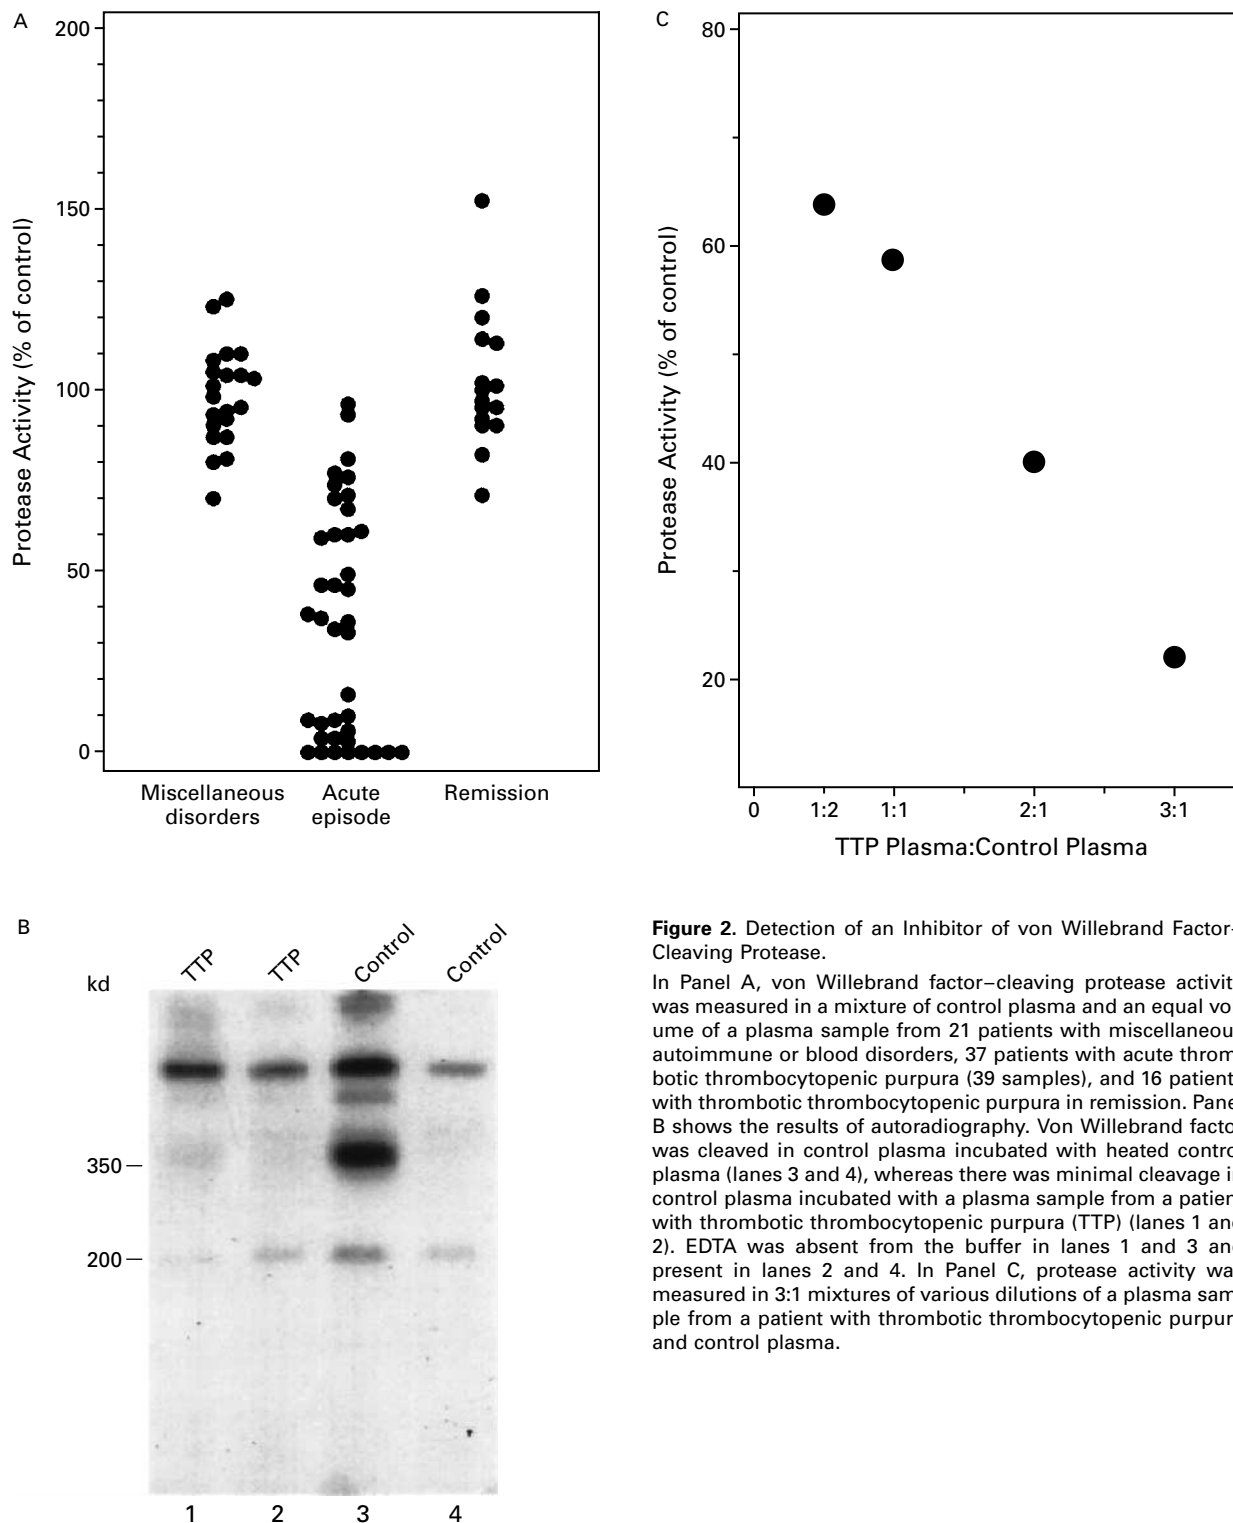 A
200
150
100
50
0
Protease Activity (% of control)
Miscellaneous disorders
Acute episode
Remission
C
80
60
40
20
Protease Activity (% of control)
0 1:2 1:1 2:1 3:1
TTP Plasma:Control Plasma
B
kd
TTP TTP Control Control
350
200
1 2 3 4
Figure 2. Detection of an Inhibitor of von Willebrand Factor-
Cleaving Protease.
In Panel A, von Willebrand factor–cleaving protease activit
was measured in a mixture of control plasma and an equal vol
ume of a plasma sample from 21 patients with miscellaneou
autoimmune or blood disorders, 37 patients with acute throm
botic thrombocytopenic purpura (39 samples), and 16 patient
with thrombotic thrombocytopenic purpura in remission. Pane
B shows the results of autoradiography. Von Willebrand facto
was cleaved in control plasma incubated with heated contro
plasma (lanes 3 and 4), whereas there was minimal cleavage i
control plasma incubated with a plasma sample from a patien
with thrombotic thrombocytopenic purpura (TTP) (lanes 1 an
2). EDTA was absent from the buffer in lanes 1 and 3 an
present in lanes 2 and 4. In Panel C, protease activity wa
measured in 3:1 mixtures of various dilutions of a plasma sam
ple from a patient with thrombotic thrombocytopenic purpur
and control plasma.